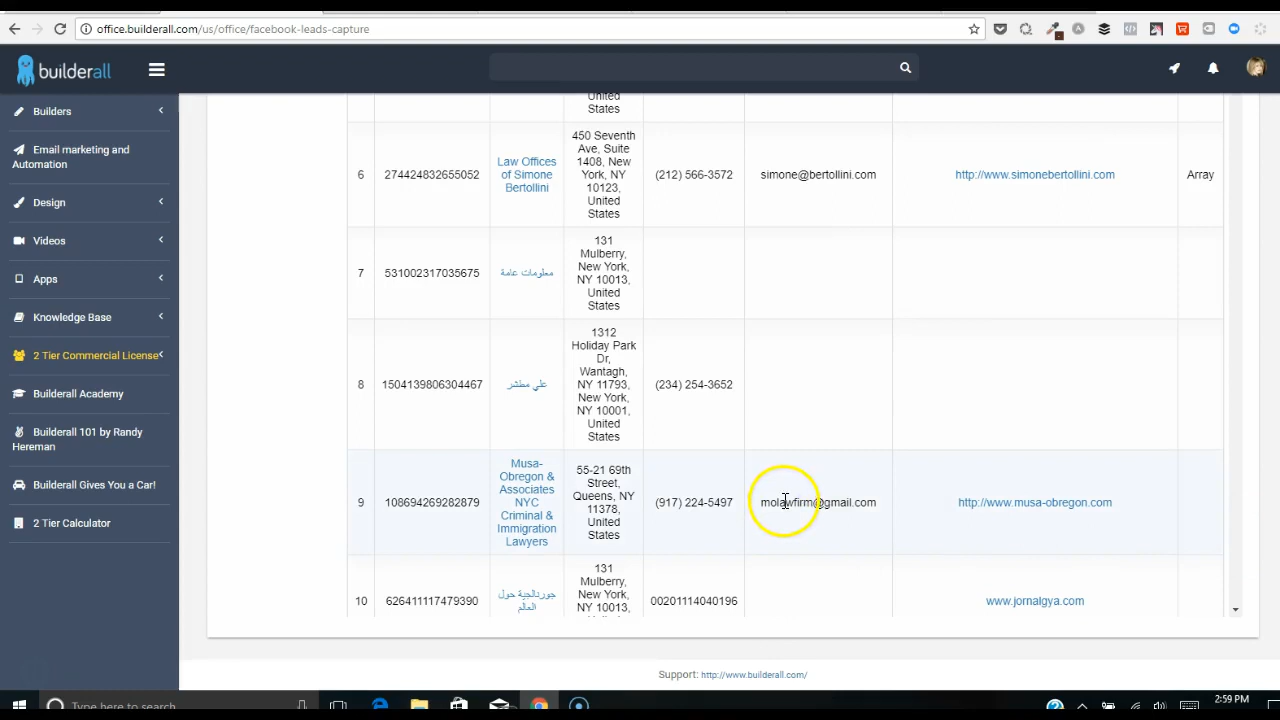 office.builderall.com/us/office/facebook-leads-capture
builderall
Builders
Email marketing and
Automation
Design
Videos
Apps
Knowledge Base
2 Tier Commercial License
Builderall Academy
Builderall 101 by Randy
Hereman
Builderall Gives You a Car!
2 Tier Calculator
United
States
6
274424832655052
Law Offices
of Simone
Bertollini
450 Seventh
Ave, Suite
1408, New
York, NY
10123,
United
States
(212) 566-3572
simone@bertollini.com
http://www.simonebertollini.com
Array
7
531002317035675
معلومات عامة
131
Mulberry,
New York,
NY 10013,
United
States
8
1504139806304467
علي مطشر
1312
Holiday Park
Dr,
Wantagh,
NY 11793,
New York,
NY 10001,
United
States
(234) 254-3652
9
108694269282879
Musa-
Obregon &
Associates
NYC
Criminal &
Immigration
Lawyers
55-21 69th
Street,
Queens, NY
11378,
United
States
(917) 224-5497
molawfirm@gmail.com
http://www.musa-obregon.com
10
626411117479390
جورنالجية حول
العالم
131
Mulberry,
New York,
NY 10013,
00201114040196
www.jornalgya.com
Support: http://www.builderall.com/
Type here to search
2:59 PM